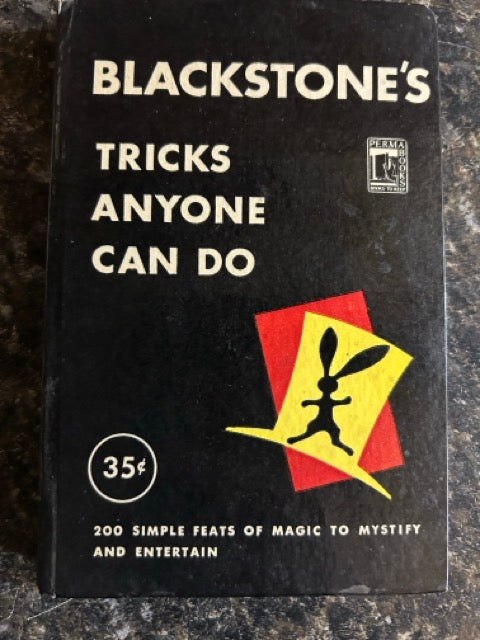 BLACKSTONE'S
TRICKS
ANYONE
CAN DO
PERMA
BOOKS
35¢
200 SIMPLE FEATS OF MAGIC TO MYSTIFY
AND ENTERTAIN